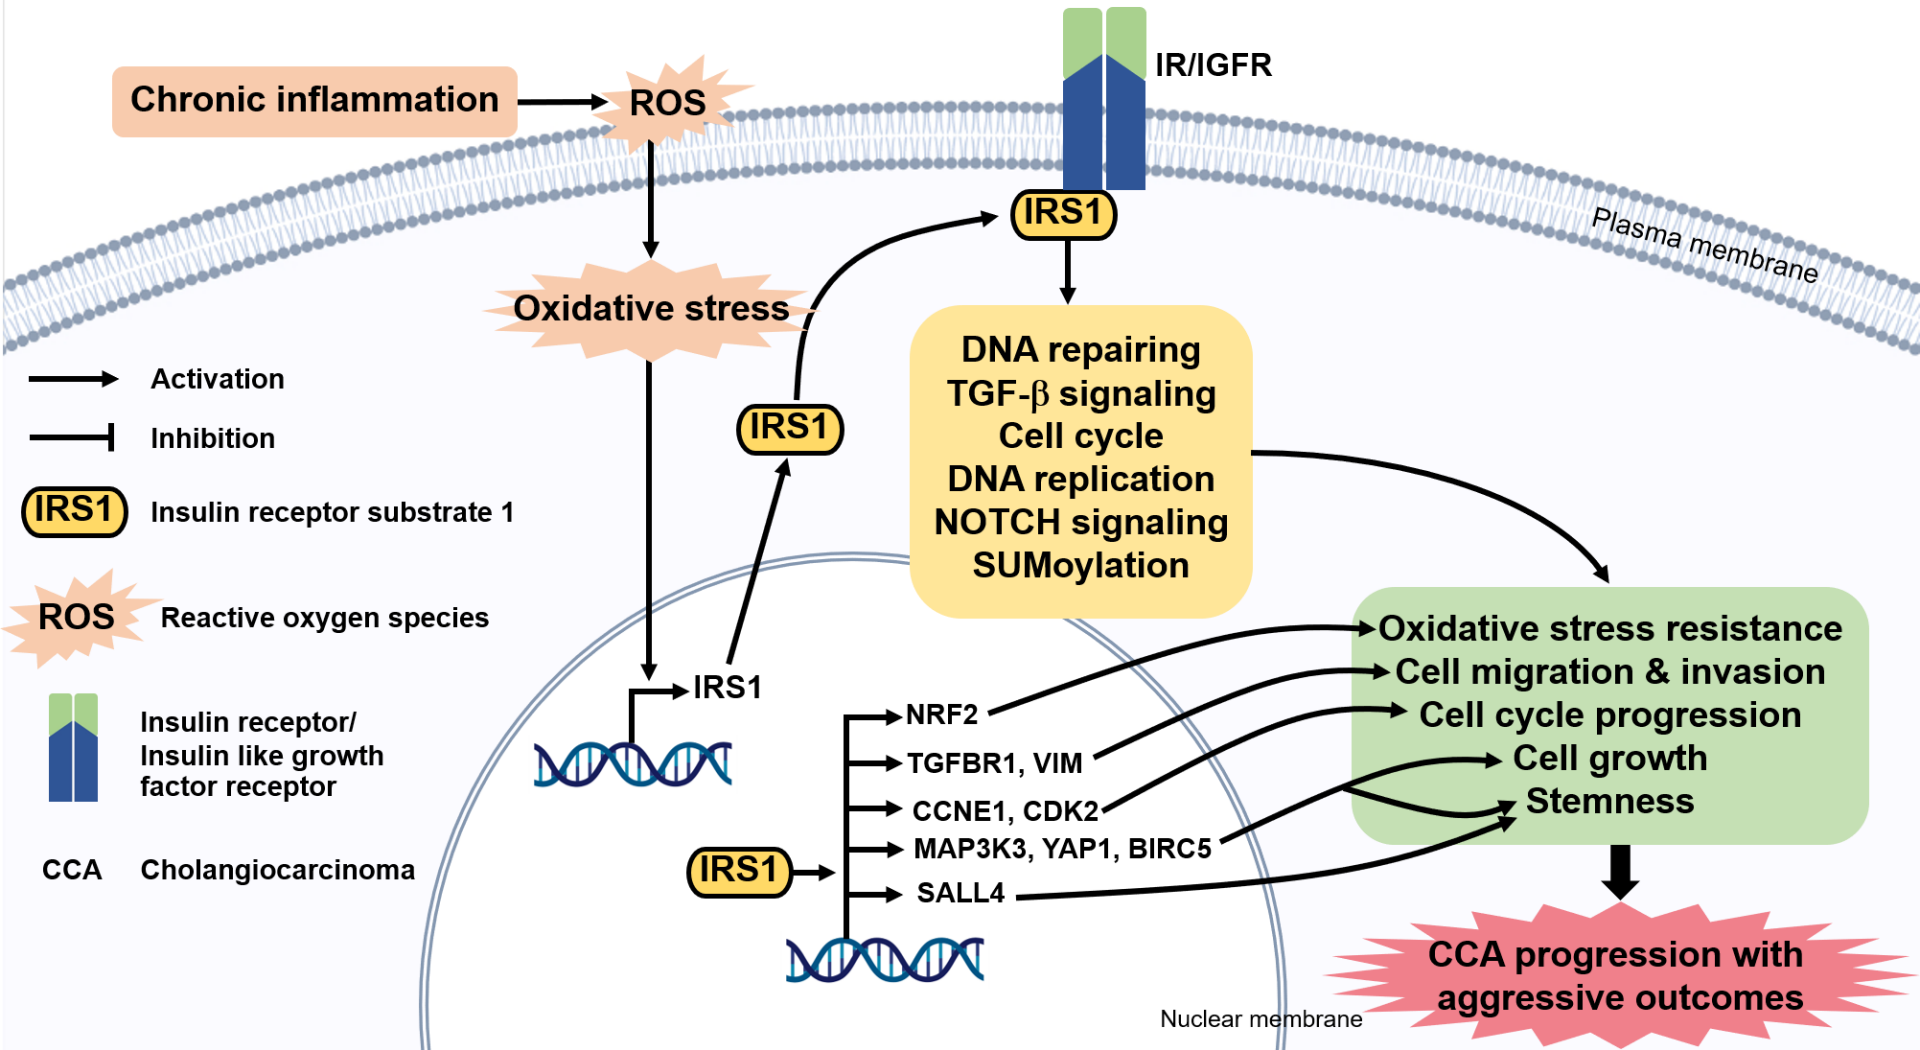 IR/IGFR
Chronic inflammation
ROS
IRS1
Plasma membrane
Oxidative stress
DNA repairing
TGF-β signaling
Cell cycle
DNA replication
NOTCH signaling
SUMoylation
Activation
IRS1
Inhibition
IRS1
Insulin receptor substrate 1
ROS
Reactive oxygen species
Oxidative stress resistance
Cell migration & invasion
Cell cycle progression
Cell growth
Stemness
IRS1
Insulin receptor/
Insulin like growth
factor receptor
NRF2
TGFBR1, VIM
CCNE1, CDK2
MAP3K3, YAP1, BIRC5
SALL4
IRS1
CCA
Cholangiocarcinoma
CCA progression with
aggressive outcomes
Nuclear membrane